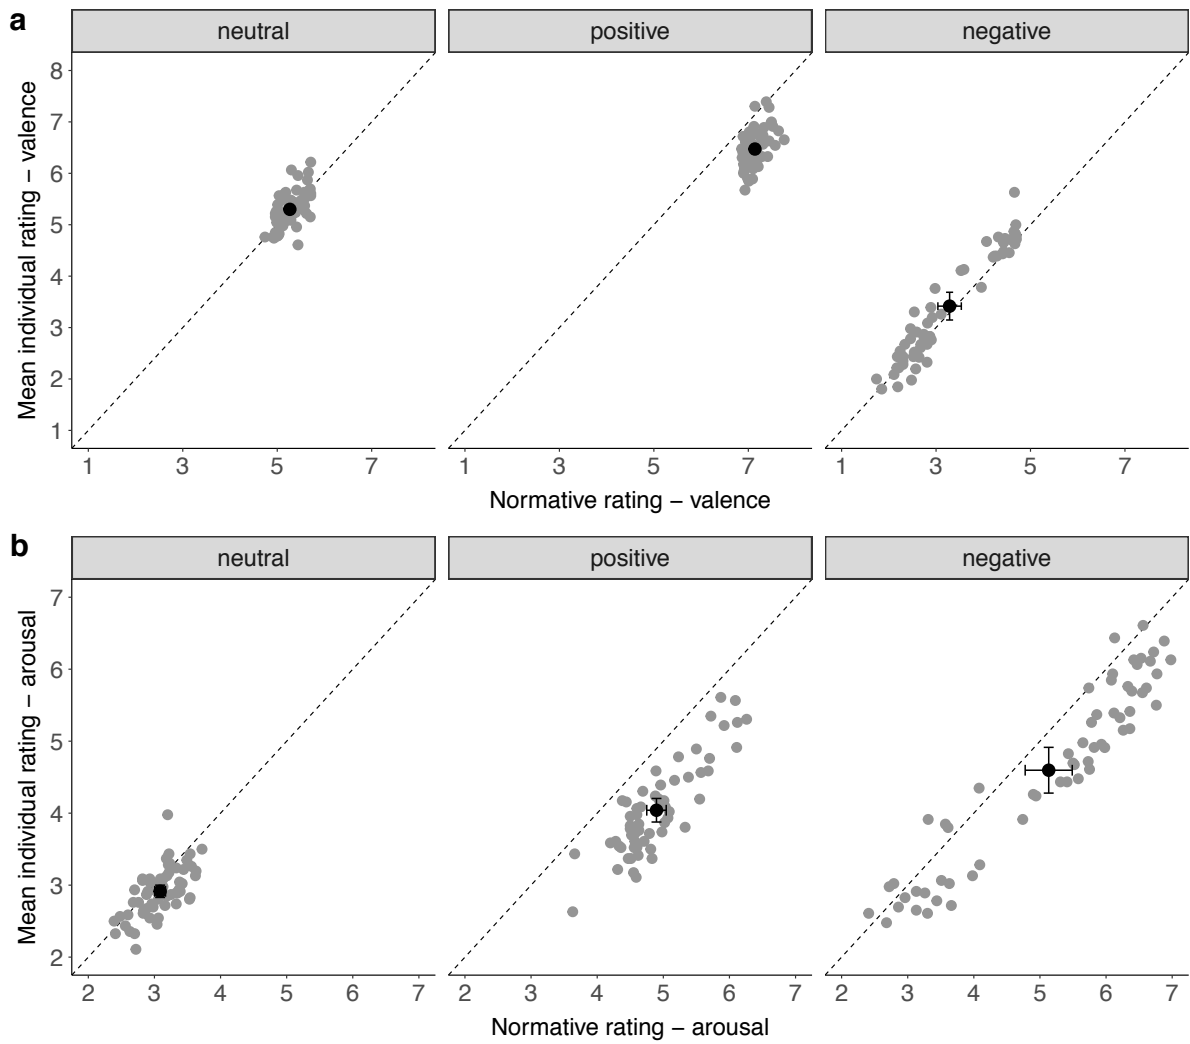 a
neutral positive negative
Mean individual rating – valence
8
7
6
5
4
3
2
1
1 3 5 7 1 3 5 7 1 3 5 7
Normative rating – valence
b
neutral positive negative
Mean individual rating – arousal
7
6
5
4
3
2
2 3 4 5 6 7 2 3 4 5 6 7 2 3 4 5 6 7
Normative rating – arousal